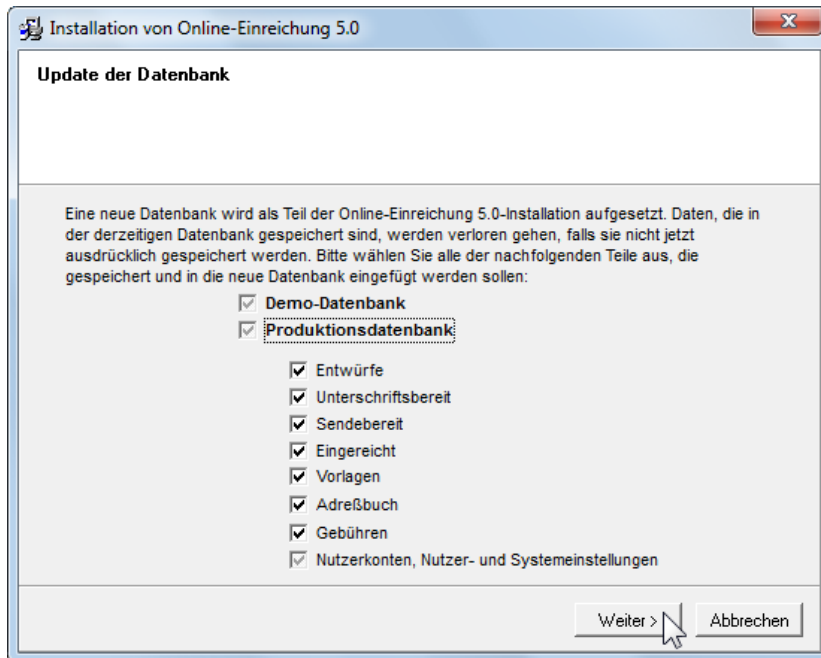 Installation von Online-Einreichung 5.0
Update der Datenbank
Eine neue Datenbank wird als Teil der Online-Einreichung 5.0-Installation aufgesetzt. Daten, die in
der derzeitigen Datenbank gespeichert sind, werden verloren gehen, falls sie nicht jetzt
ausdrücklich gespeichert werden. Bitte wählen Sie alle der nachfolgenden Teile aus, die
gespeichert und in die neue Datenbank eingefügt werden sollen:
Demo-Datenbank
Produktionsdatenbank
Entwürfe
Unterschriftsbereit
Sendebereit
Eingereicht
Vorlagen
Adreßbuch
Gebühren
Nutzerkonten, Nutzer- und Systemeinstellungen
Weiter > Abbrechen